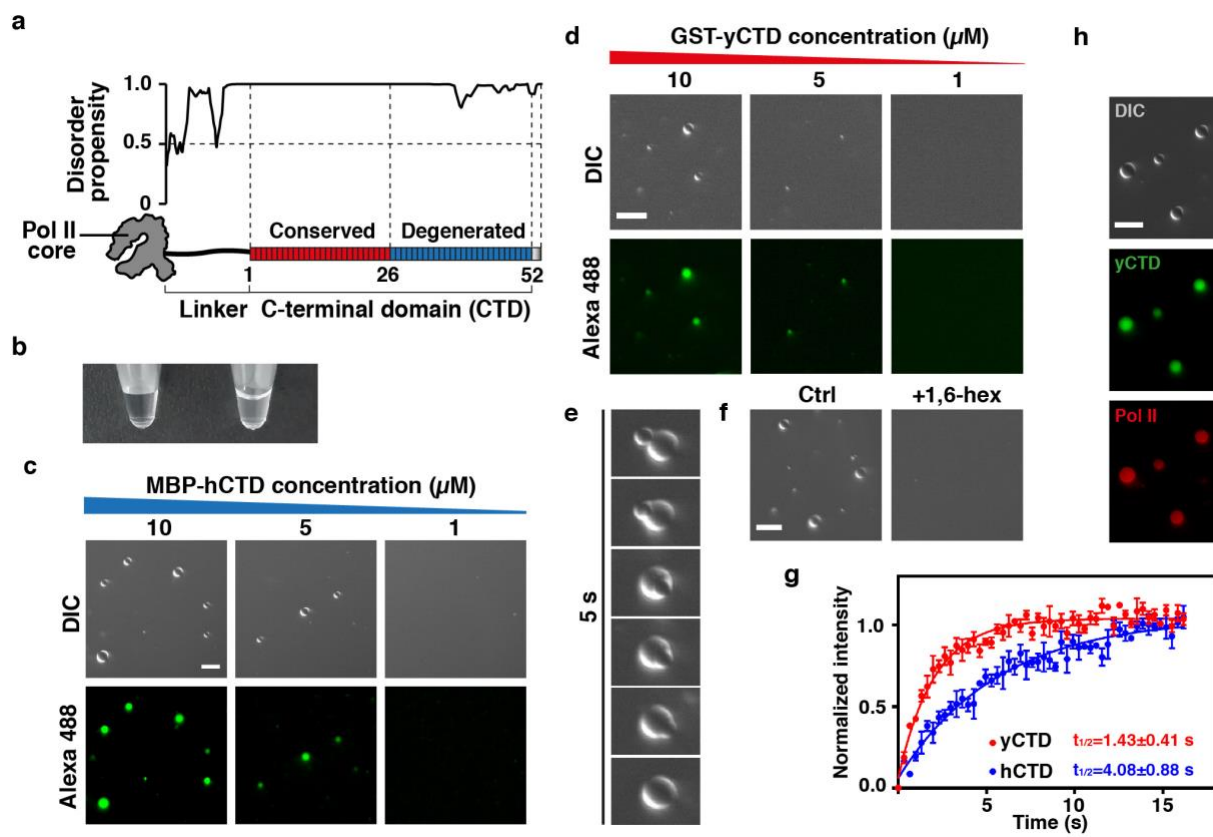 a
Disorder
propensity
1.0
0.5
0
Pol II
core
Conserved
Degenerated
1
26
52
Linker
C-terminal domain (CTD)
b
c
MBP-hCTD concentration (µM)
10
5
1
DIC
Alexa 488
d
GST-yCTD concentration (µM)
10
5
1
DIC
Alexa 488
e
5 s
f
Ctrl
+1,6-hex
g
Normalized intensity
1.0
0.5
0.0
yCTD t1/2=1.43±0.41 s
hCTD t1/2=4.08±0.88 s
5
10
15
Time (s)
h
DIC
yCTD
Pol II